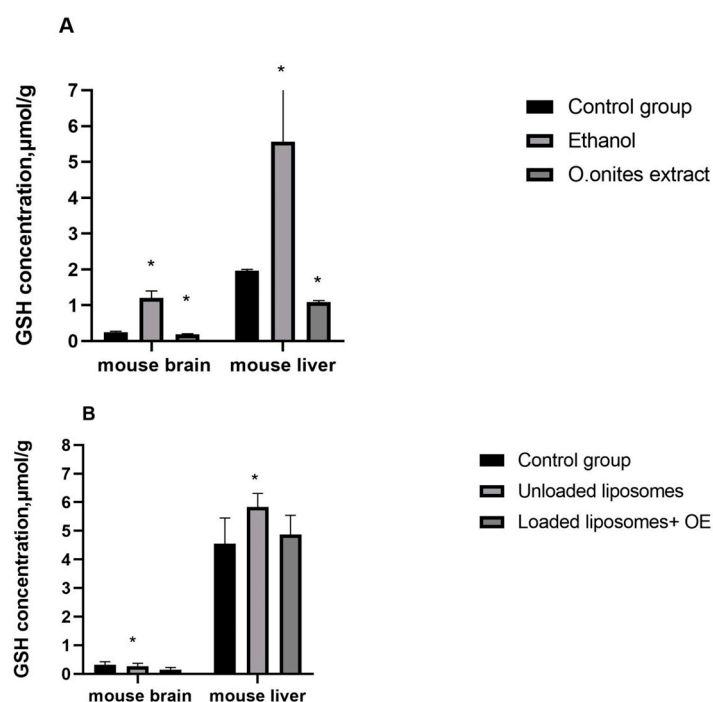 A
GSH concentration,µmol/g
7
6
5
4
3
2
1
0
*
*
*
*
mouse brain
mouse liver
Control group
Ethanol
O.onites extract
B
GSH concentration,µmol/g
8
7
6
5
4
3
2
1
0
*
*
mouse brain
mouse liver
Control group
Unloaded liposomes
Loaded liposomes+ OE